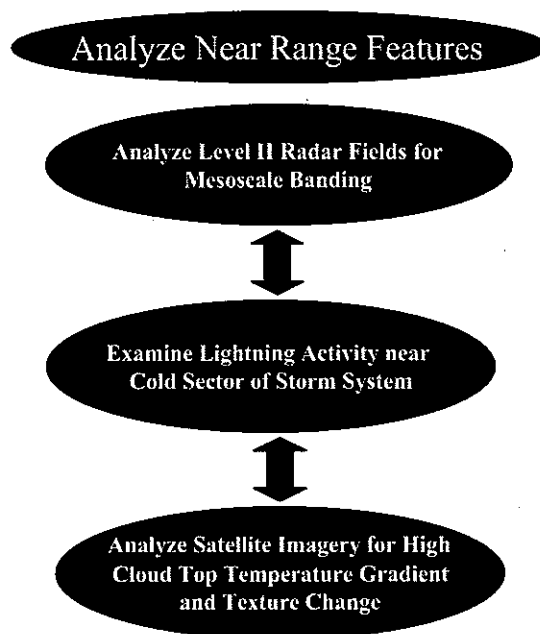 Analyze Near Range Features
Analyze Level II Radar Fields for
Mesoscale Banding
Examine Lightning Activity near
Cold Sector of Storm System
Analyze Satellite Imagery for High
Cloud Top Temperature Gradient
and Texture Change